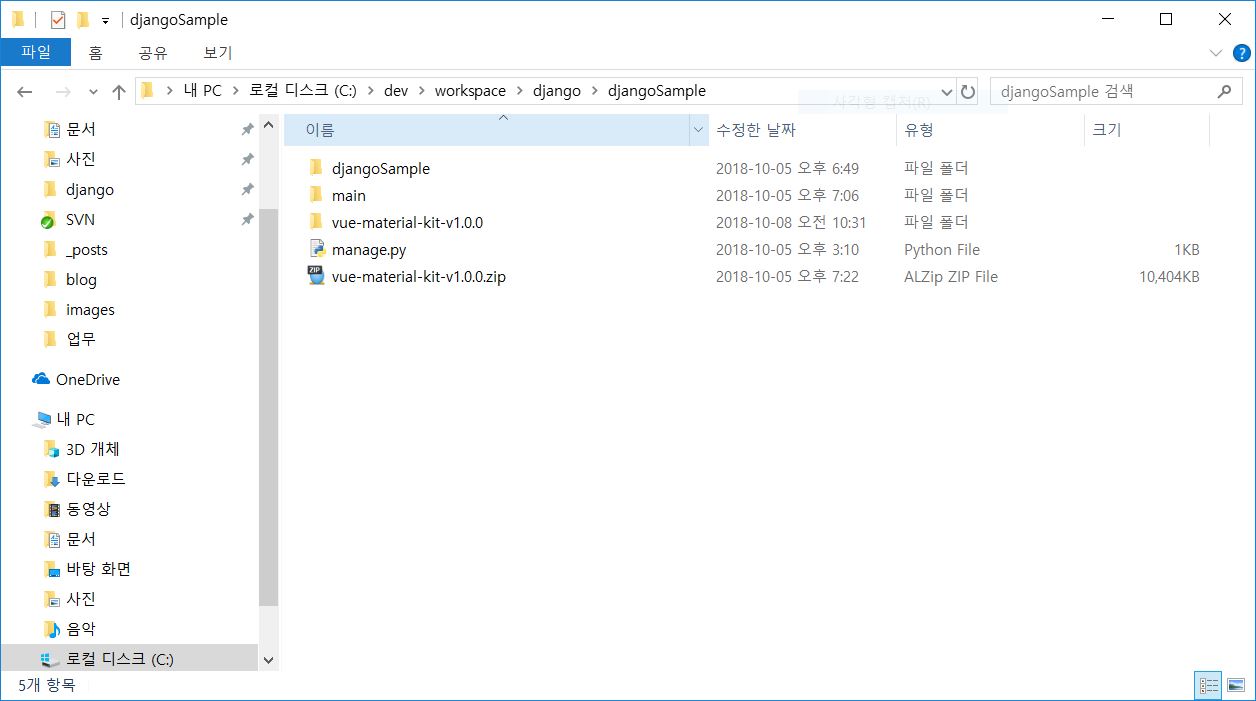 djangoSample
파일 홈 공유 보기
내 PC 로컬 디스크 (C:) dev workspace django djangoSample
djangoSample 검색
사각형 캡처(R)
문서
사진
django
SVN
_posts
blog
images
업무
OneDrive
내 PC
3D 개체
다운로드
동영상
문서
바탕 화면
사진
음악
로컬 디스크 (C:)
이름 수정한 날짜 유형 크기
djangoSample 2018-10-05 오후 6:49 파일 폴더
main 2018-10-05 오후 7:06 파일 폴더
vue-material-kit-v1.0.0 2018-10-08 오전 10:31 파일 폴더
manage.py 2018-10-05 오후 3:10 Python File 1KB
vue-material-kit-v1.0.0.zip 2018-10-05 오후 7:22 ALZip ZIP File 10,404KB
5개 항목